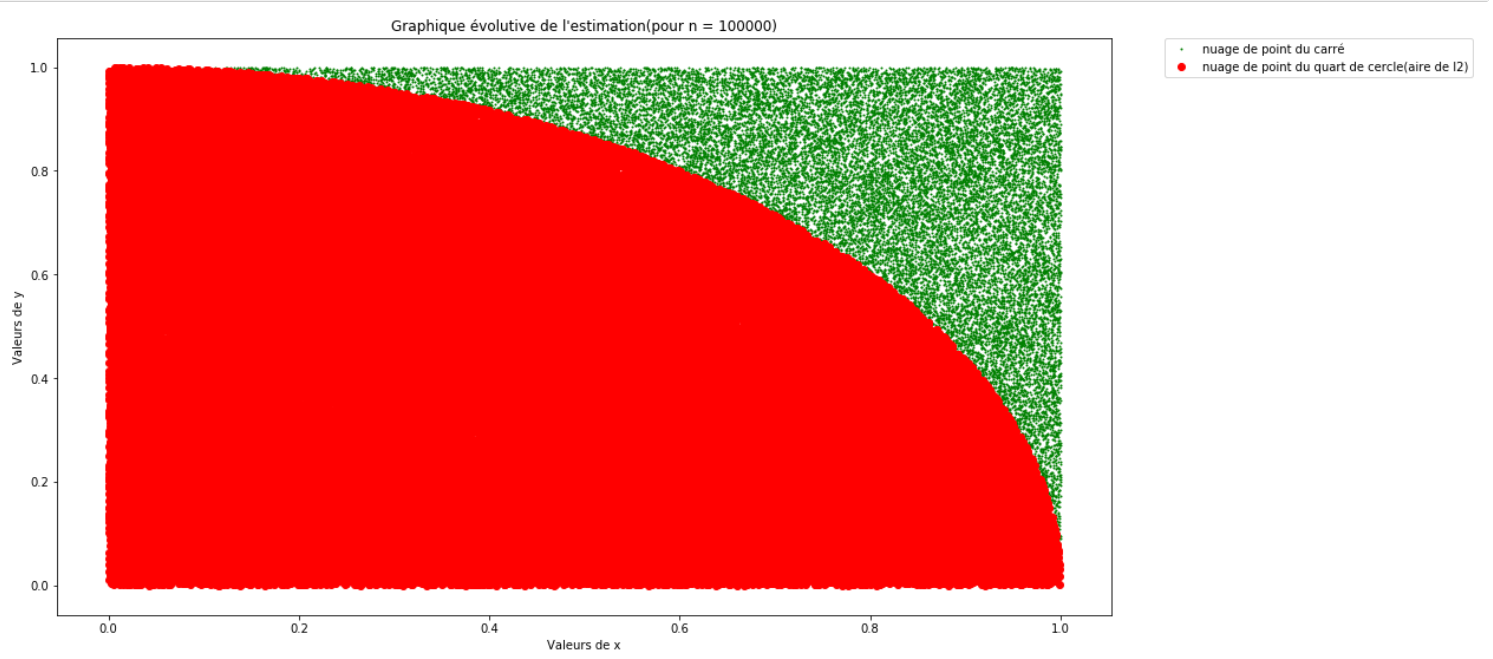 Graphique évolutive de l'estimation(pour n = 100000)
nuage de point du carré
nuage de point du quart de cercle(aire de I2)
1.0
0.8
0.6
0.4
0.2
0.0
Valeurs de y
0.0 0.2 0.4 0.6 0.8 1.0
Valeurs de x